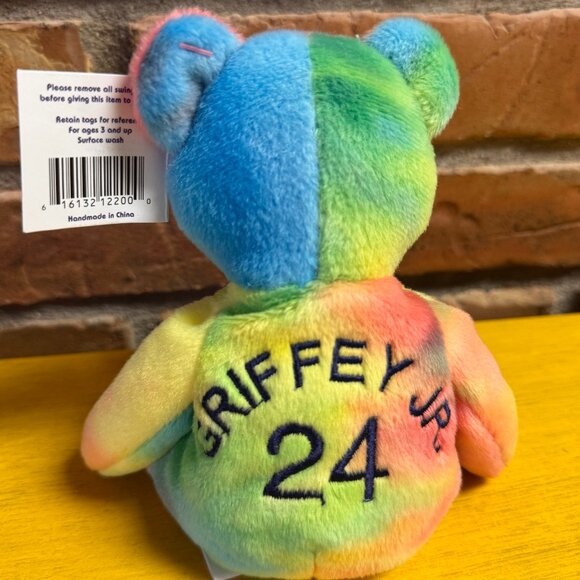 Please remove all swing
before giving this item to
Retain tags for referen
For ages 3 and up
Surface wash
6 16132 12200 0
Handmade in China
GRIFFEY JR.
24